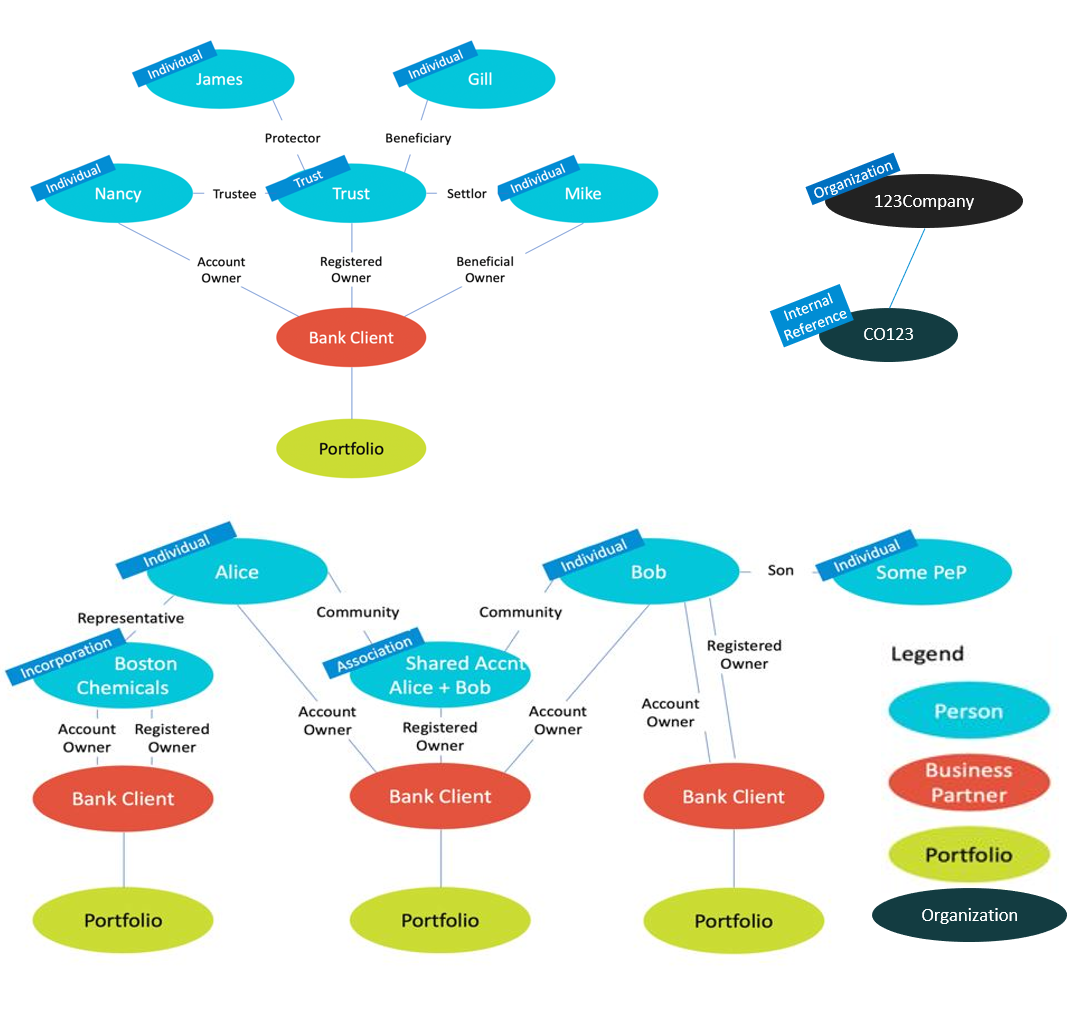 Individual
James
Individual
Gill
Protector
Beneficiary
Individual
Nancy
Trustee
Trust
Trust
Settlor
Individual
Mike
Account
Owner
Registered
Owner
Beneficial
Owner
Bank Client
Portfolio
Organization
123Company
Internal
Reference
CO123
Individual
Alice
Individual
Bob
Son
Individual
Some PeP
Representative
Community
Community
Incorporation
Boston
Chemicals
Association
Shared Accnt
Alice + Bob
Registered
Owner
Account
Owner
Registered
Owner
Account
Owner
Registered
Owner
Account
Owner
Account
Owner
Bank Client
Bank Client
Bank Client
Portfolio
Portfolio
Portfolio
Legend
Person
Business
Partner
Portfolio
Organization